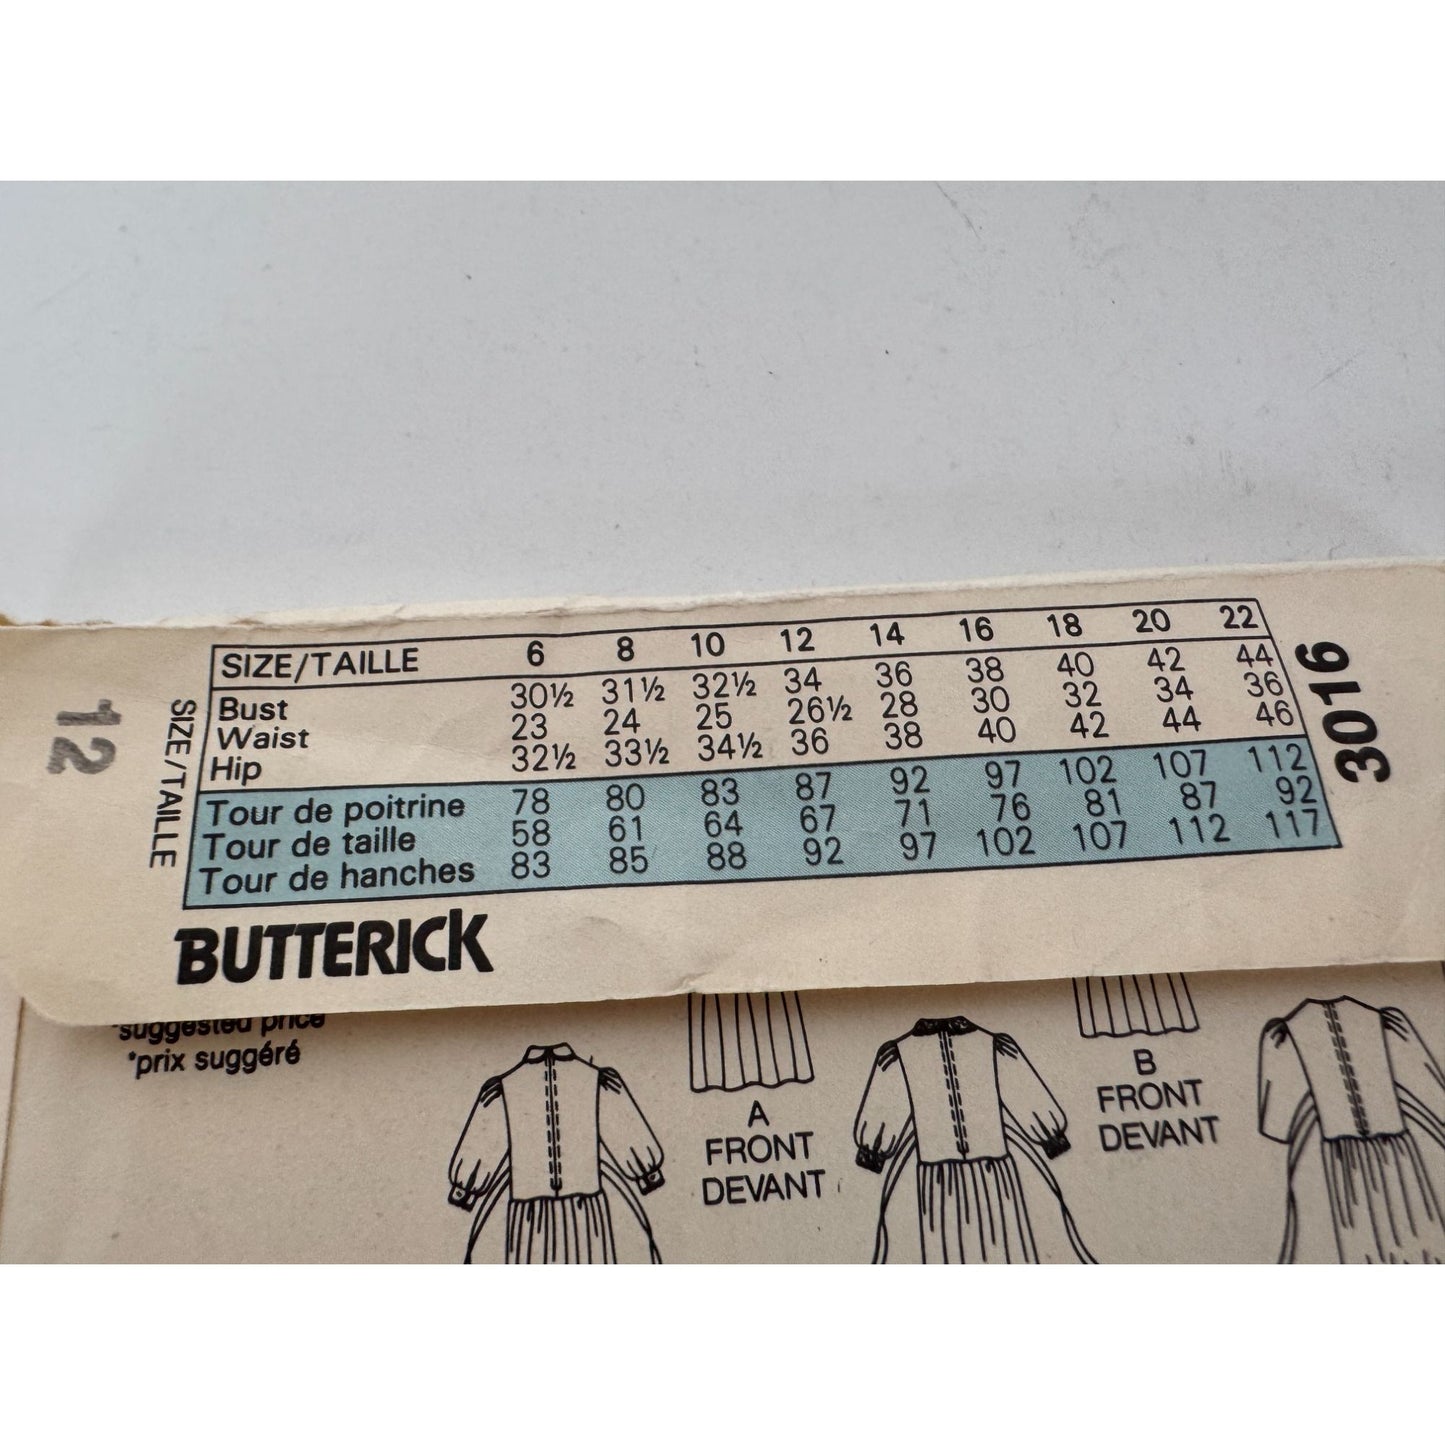 12
SIZE/TAILLE
SIZE/TAILLE 6 8 10 12 14 16 18 20 22
Bust 30½ 31½ 32½ 34 36 38 40 42 44
Waist 23 24 25 26½ 28 30 32 34 36
Hip 32½ 33½ 34½ 36 38 40 42 44 46
Tour de poitrine 78 80 83 87 92 97 102 107 112
Tour de taille 58 61 64 67 71 76 81 87 92
Tour de hanches 83 85 88 92 97 102 107 112 117
3016
BUTTERICK
*suggested price
*prix suggéré
A
FRONT
DEVANT
B
FRONT
DEVANT